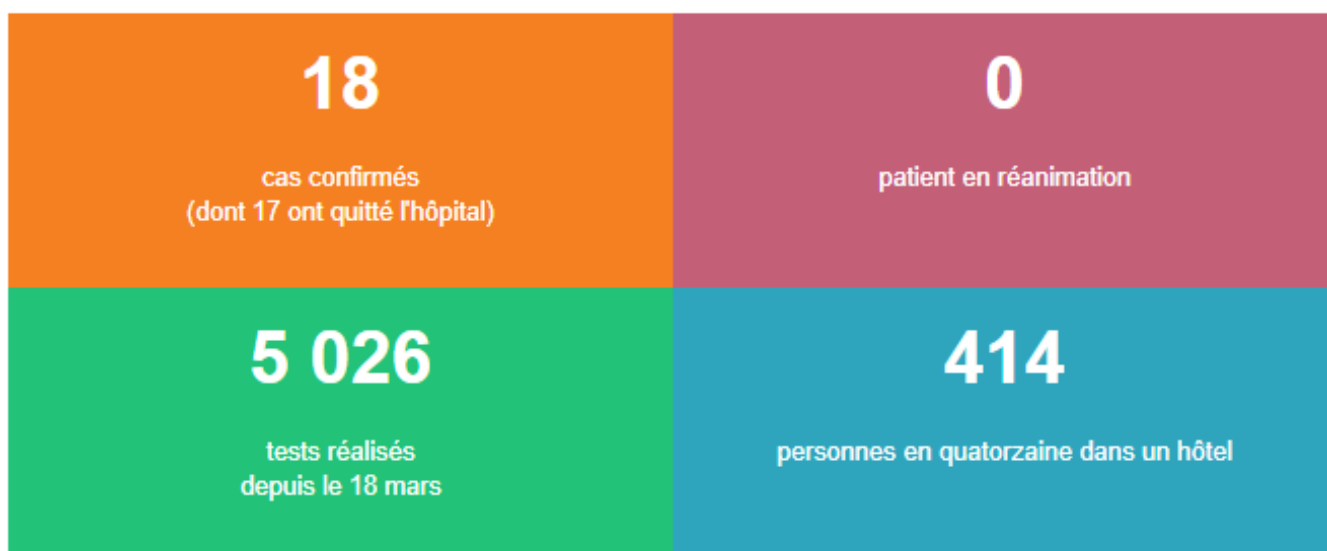 18
cas confirmés
(dont 17 ont quitté l'hôpital)
0
patient en réanimation
5 026
tests réalisés
depuis le 18 mars
414
personnes en quatorzaine dans un hôtel